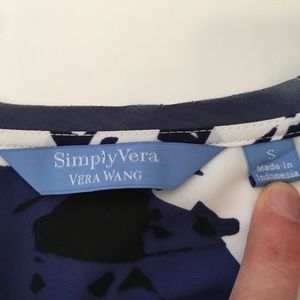 SimplyVera
VERA WANG
S
Made in
Indonesia